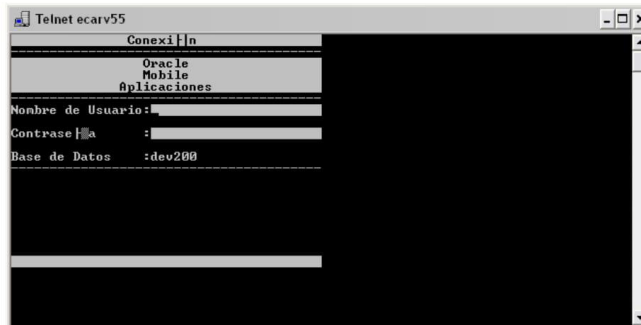 Telnet ecarv55
Conexi├│n
Oracle
Mobile
Aplicaciones
Nombre de Usuario:
Contrase├▒a :
Base de Datos :dev200